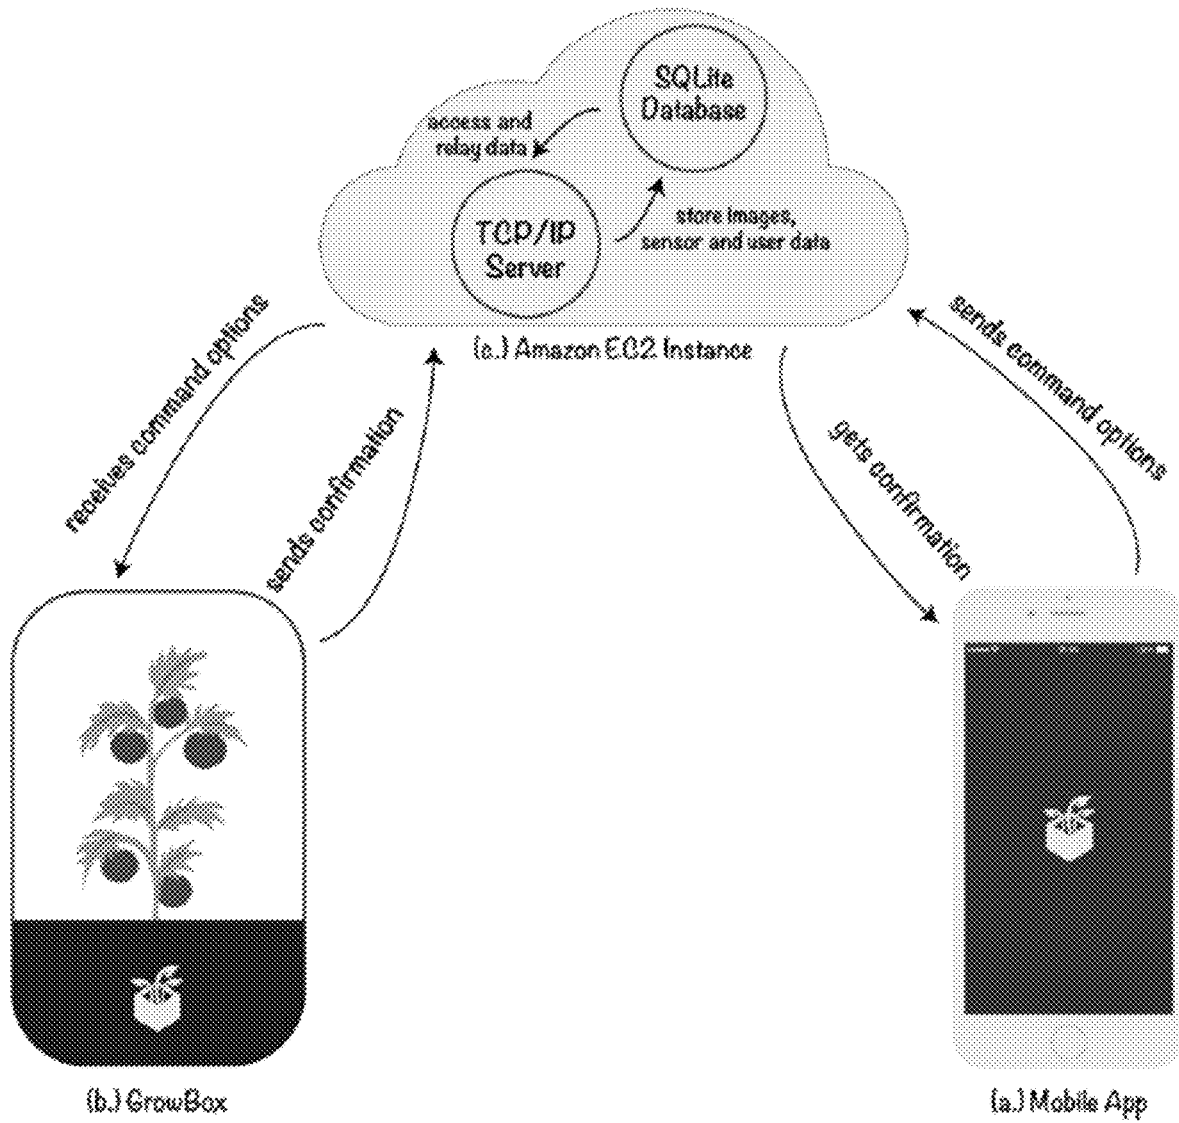 SQLite
Database
access and
relay data
TCP/IP
Server
store images,
sensor and user data
(c.) Amazon EC2 Instance
receives command options
sends confirmation
gets confirmation
sends command options
(b.) GrowBox
(a.) Mobile App